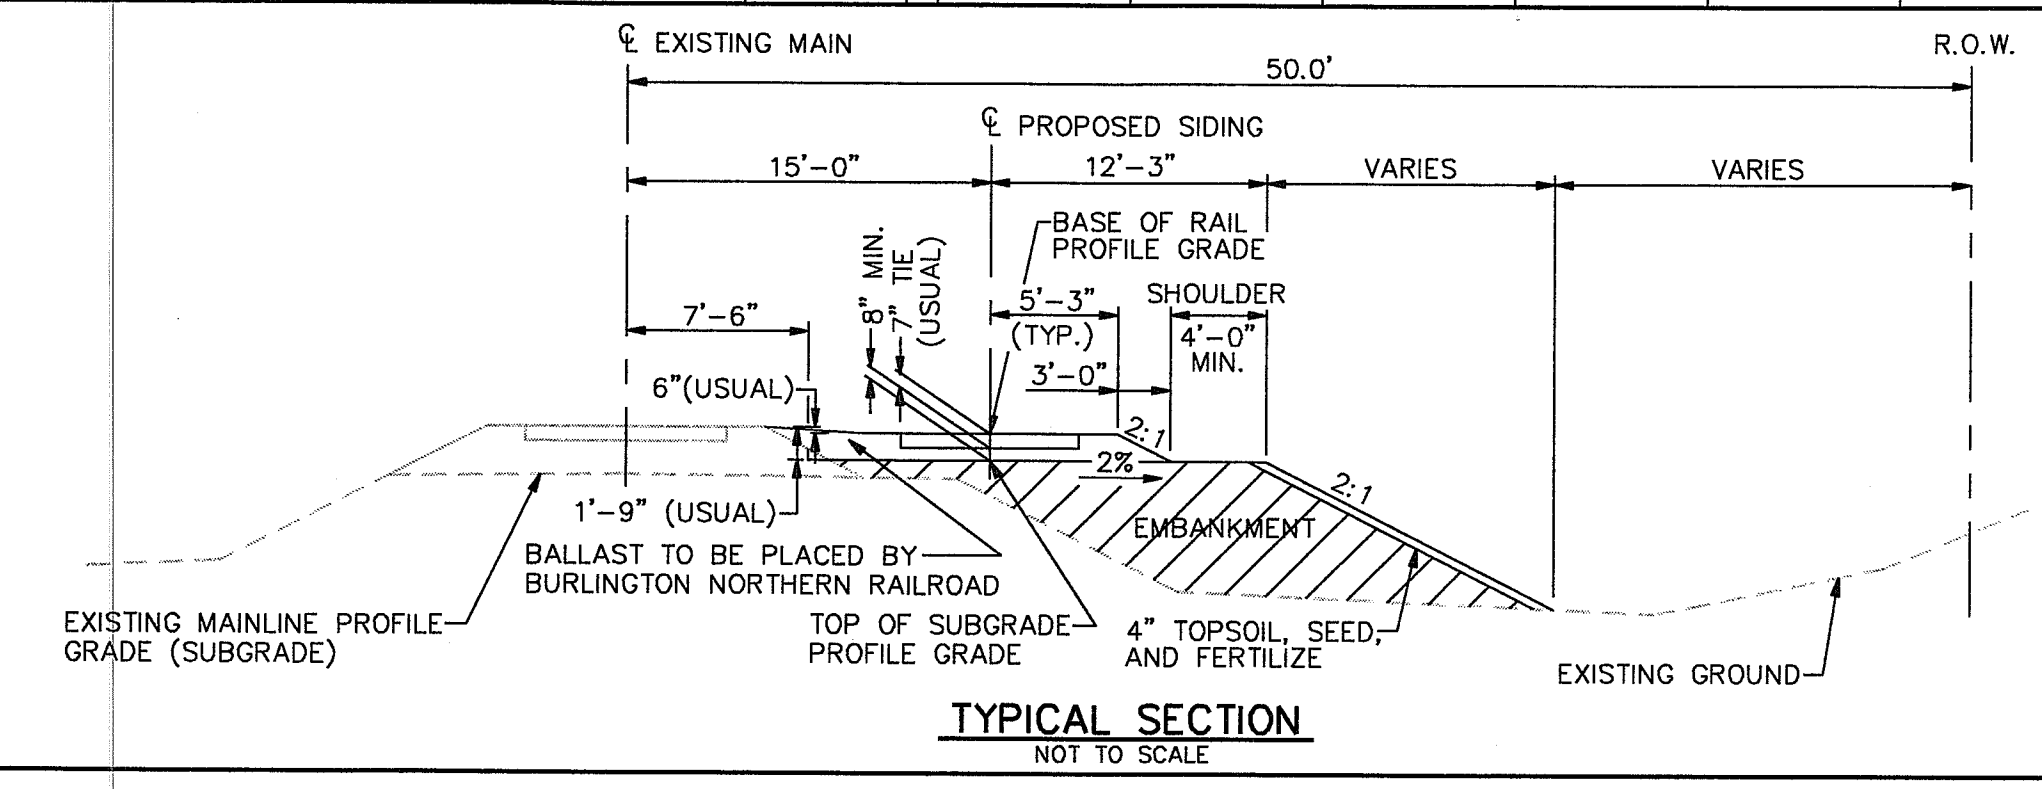 ℄ EXISTING MAIN
R.O.W.
50.0'
℄ PROPOSED SIDING
15'-0"
12'-3"
VARIES
VARIES
BASE OF RAIL
PROFILE GRADE
8" MIN.
7" TIE
(USUAL)
7'-6"
5'-3"
(TYP.)
SHOULDER
4'-0"
MIN.
3'-0"
6"(USUAL)
2:1
2%
2:1
1'-9" (USUAL)
EMBANKMENT
BALLAST TO BE PLACED BY
BURLINGTON NORTHERN RAILROAD
EXISTING MAINLINE PROFILE
GRADE (SUBGRADE)
TOP OF SUBGRADE
PROFILE GRADE
4" TOPSOIL, SEED,
AND FERTILIZE
EXISTING GROUND
TYPICAL SECTION
NOT TO SCALE